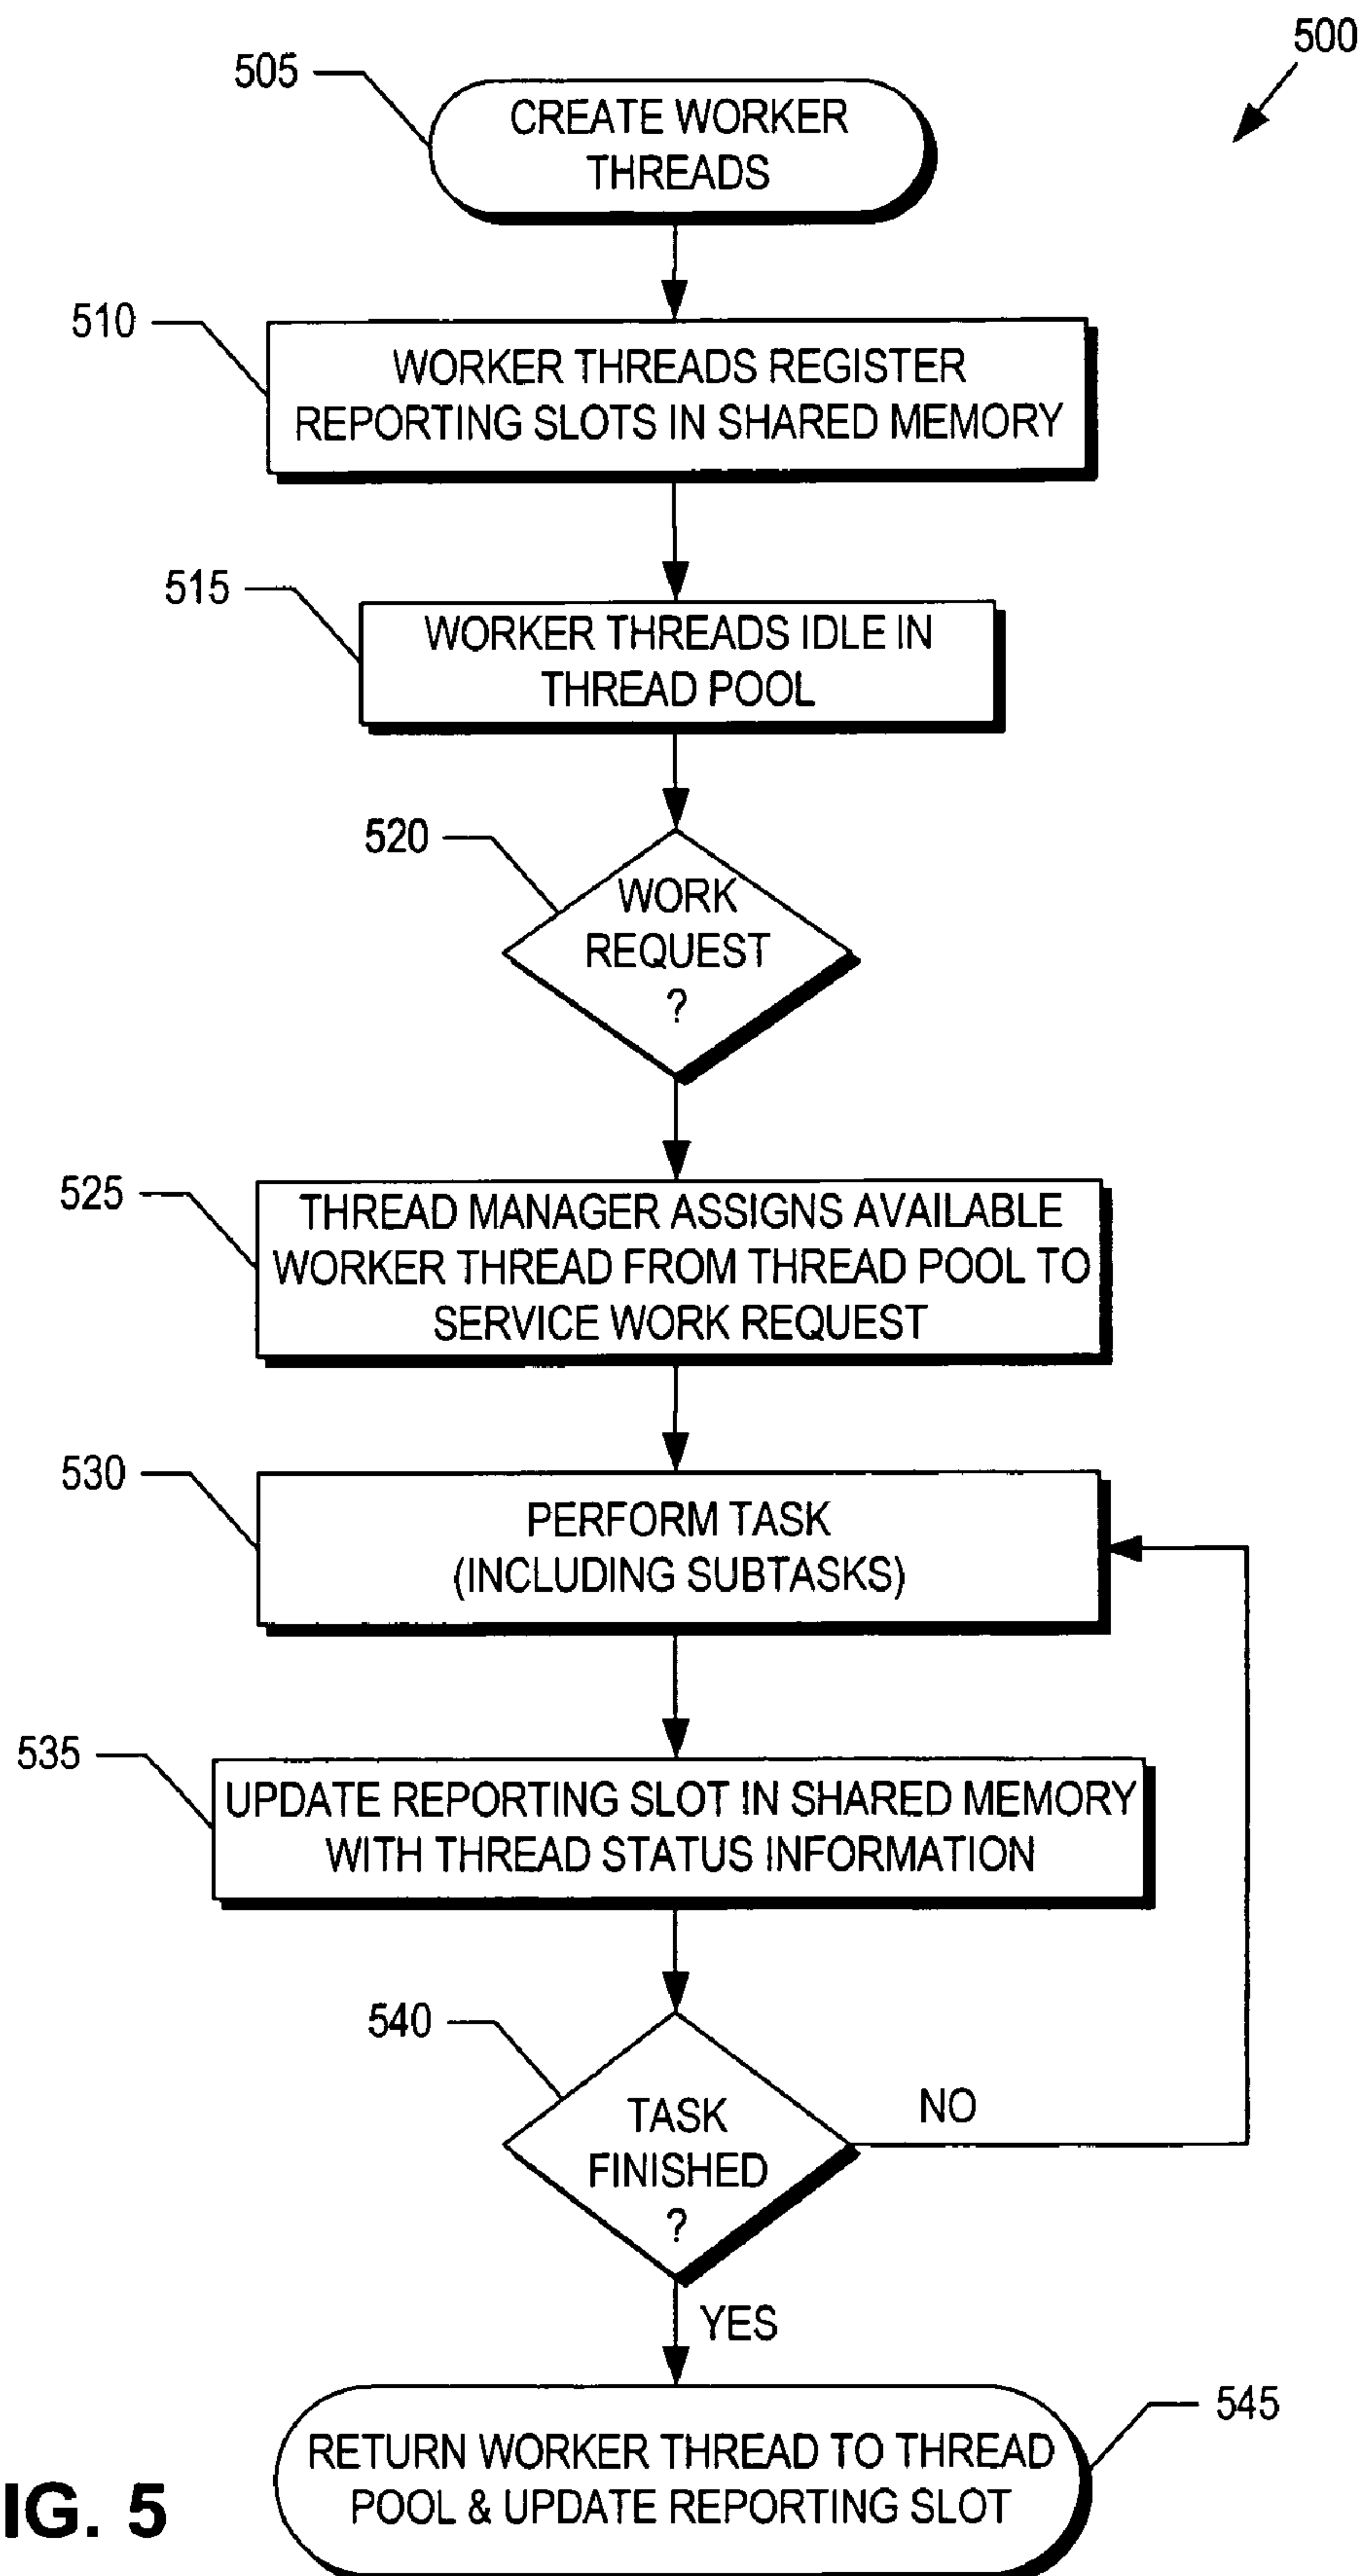 500
505
CREATE WORKER
THREADS
510
WORKER THREADS REGISTER
REPORTING SLOTS IN SHARED MEMORY
515
WORKER THREADS IDLE IN
THREAD POOL
520
WORK
REQUEST
?
525
THREAD MANAGER ASSIGNS AVAILABLE
WORKER THREAD FROM THREAD POOL TO
SERVICE WORK REQUEST
530
PERFORM TASK
(INCLUDING SUBTASKS)
535
UPDATE REPORTING SLOT IN SHARED MEMORY
WITH THREAD STATUS INFORMATION
540
TASK
FINISHED
?
NO
YES
545
RETURN WORKER THREAD TO THREAD
POOL & UPDATE REPORTING SLOT
IG. 5